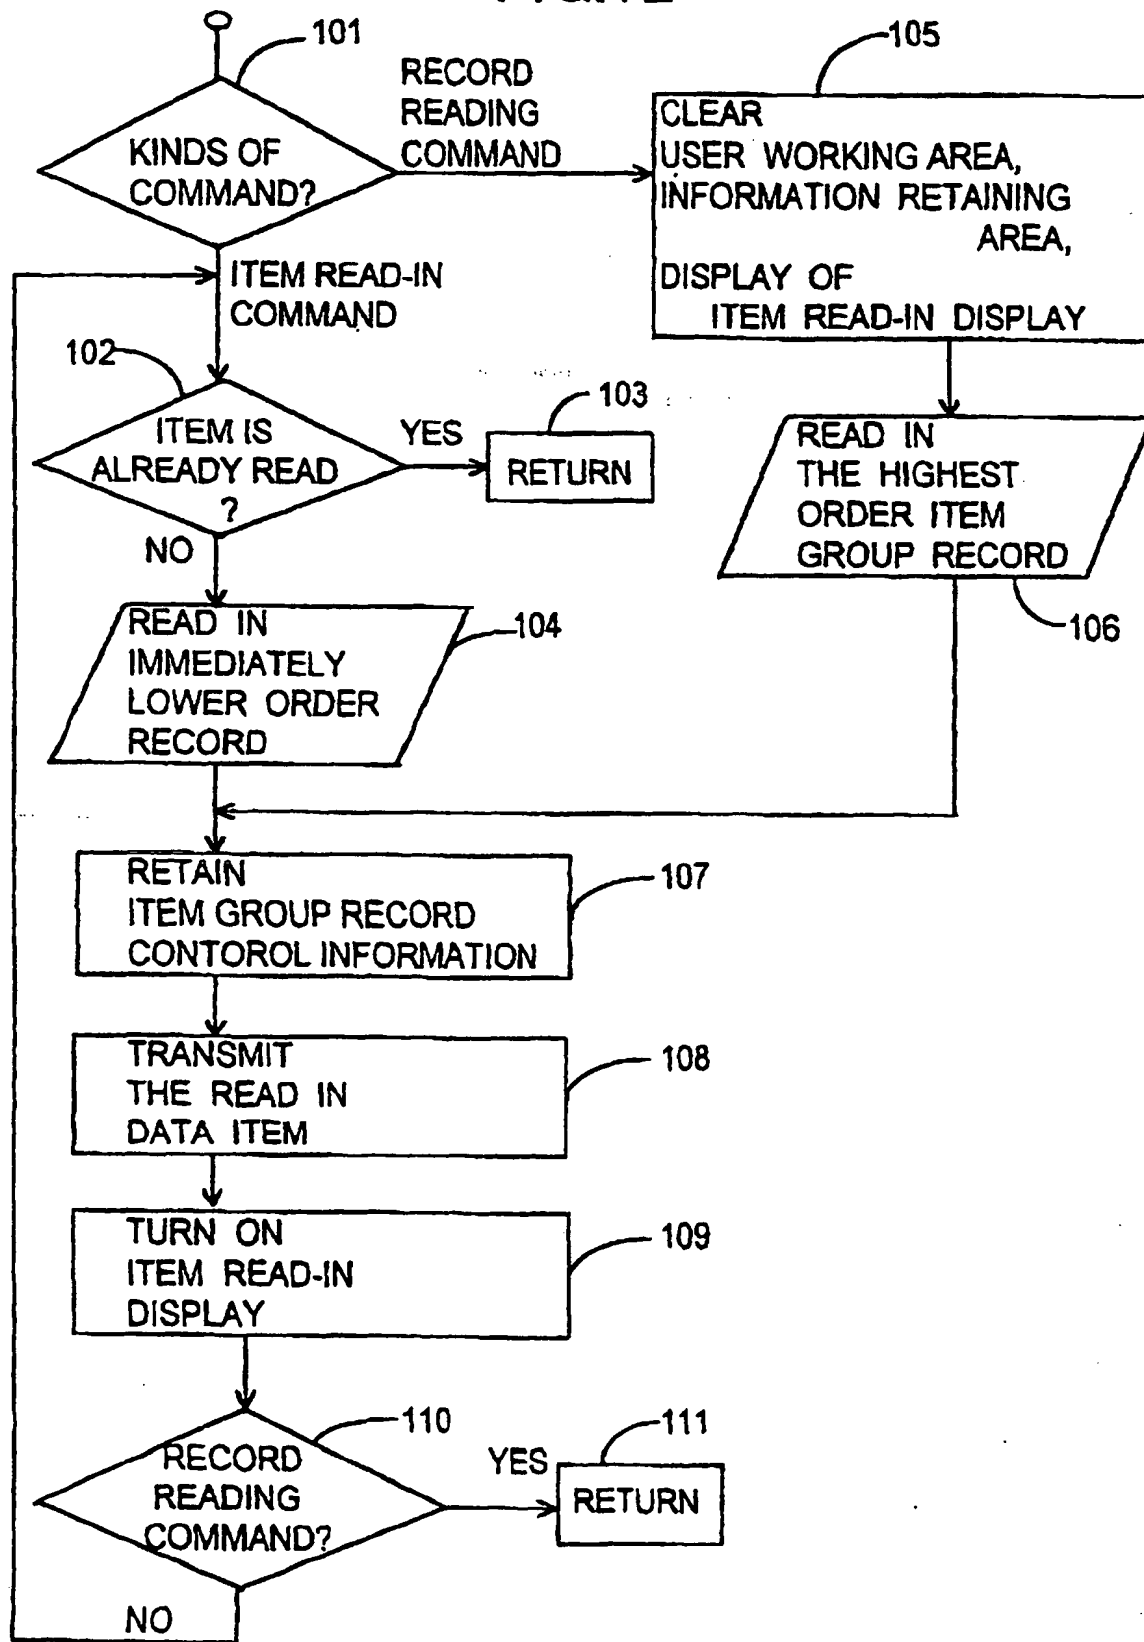 101
KINDS OF
COMMAND?
RECORD
READING
COMMAND
105
CLEAR
USER WORKING AREA,
INFORMATION RETAINING
AREA,
DISPLAY OF
ITEM READ-IN DISPLAY
ITEM READ-IN
COMMAND
102
ITEM IS
ALREADY READ
?
YES
103
RETURN
NO
READ IN
THE HIGHEST
ORDER ITEM
GROUP RECORD
106
READ IN
IMMEDIATELY
LOWER ORDER
RECORD
104
RETAIN
ITEM GROUP RECORD
CONTOROL INFORMATION
107
TRANSMIT
THE READ IN
DATA ITEM
108
TURN ON
ITEM READ-IN
DISPLAY
109
110
RECORD
READING
COMMAND?
YES
111
RETURN
NO